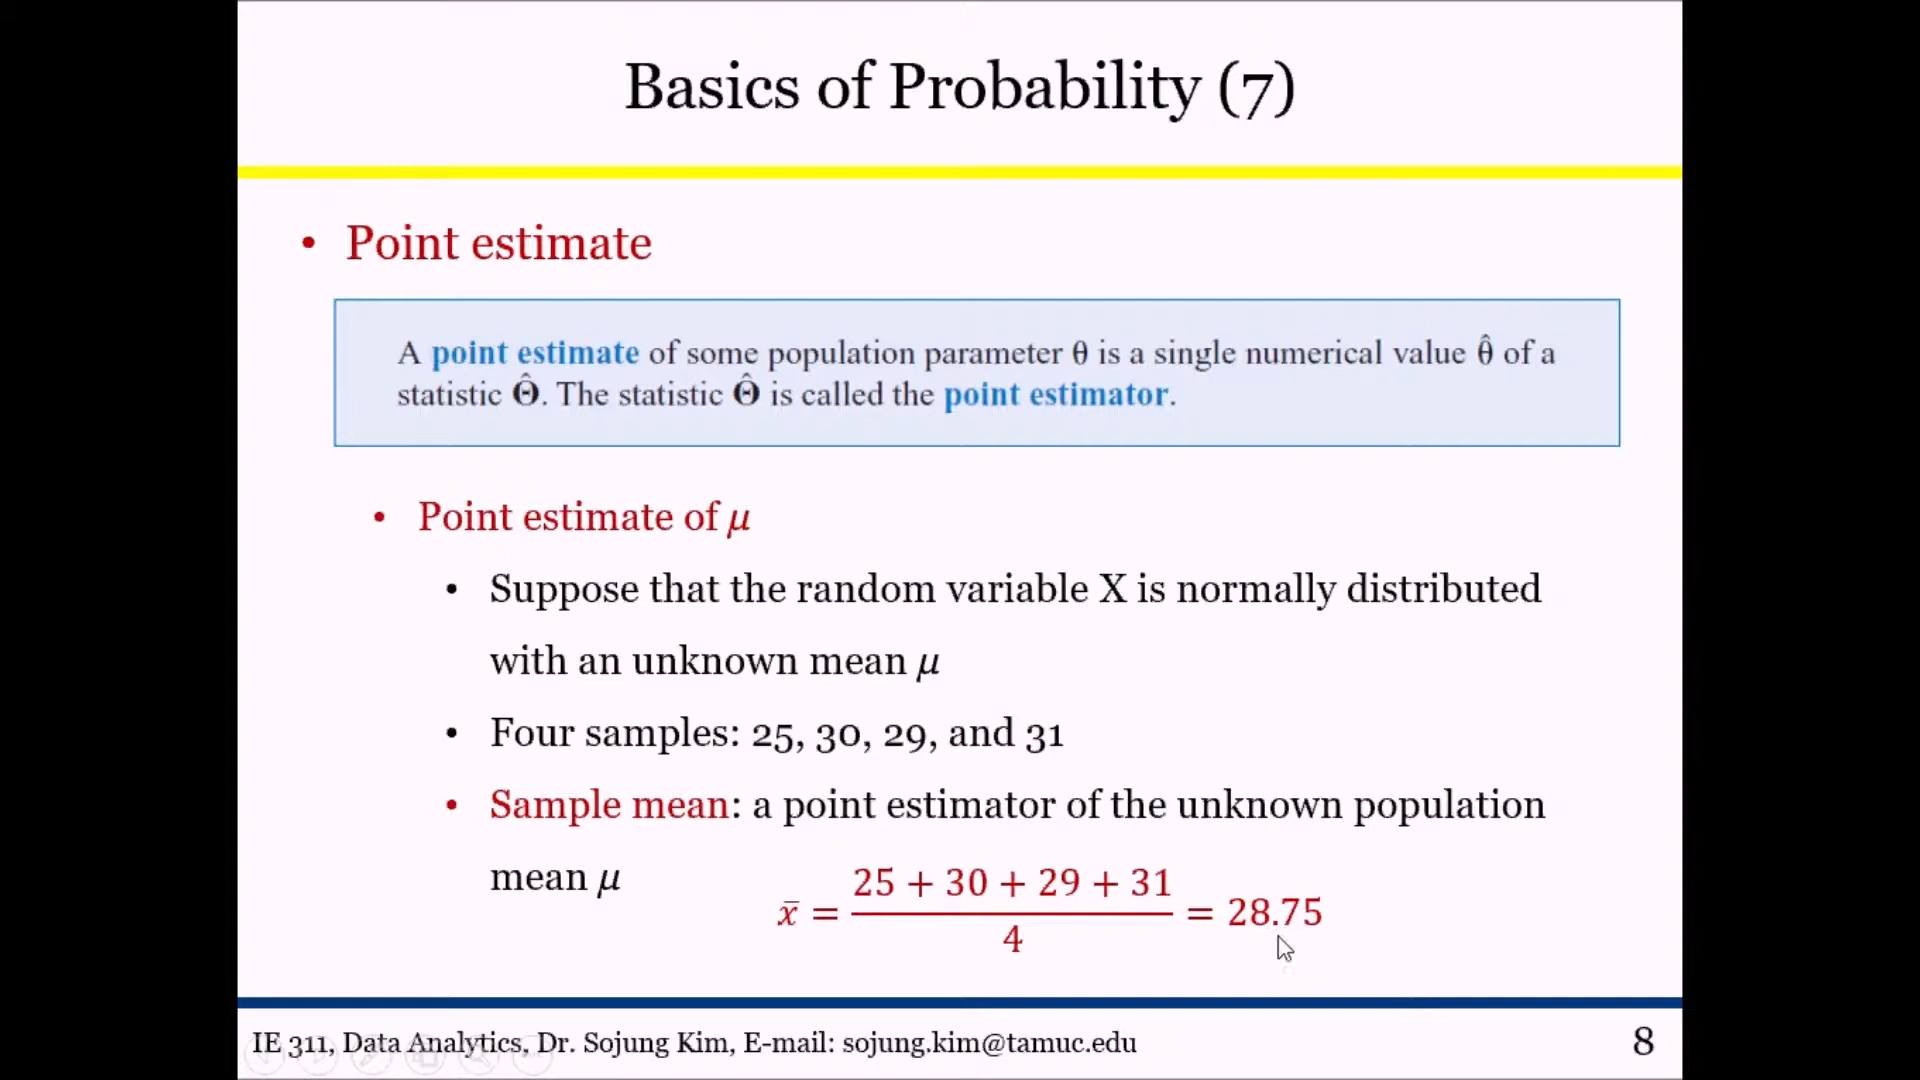 Basics of Probability (7)
• Point estimate
A point estimate of some population parameter θ is a single numerical value θ̂ of a
statistic Θ̂. The statistic Θ̂ is called the point estimator.
• Point estimate of μ
• Suppose that the random variable X is normally distributed
with an unknown mean μ
• Four samples: 25, 30, 29, and 31
• Sample mean: a point estimator of the unknown population
mean μ
x̄ = (25 + 30 + 29 + 31) / 4 = 28.75
IE 311, Data Analytics, Dr. Sojung Kim, E-mail: sojung.kim@tamuc.edu
8